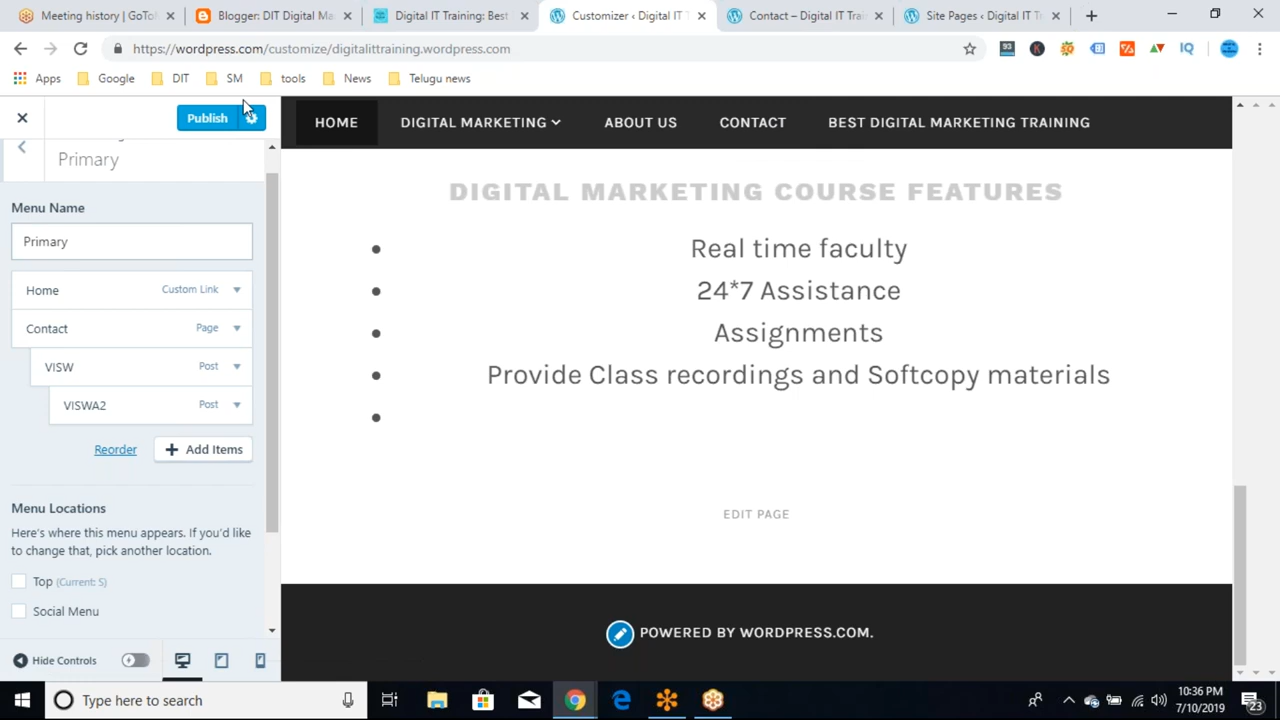 Meeting history | GoTo
Blogger: DIT Digital Ma
Digital IT Training: Best
Customizer ‹ Digital IT T
Contact – Digital IT Trai
Site Pages ‹ Digital IT T
https://wordpress.com/customize/digitalittraining.wordpress.com
93
IQ
Apps
Google
DIT
SM
tools
News
Telugu news
Publish
Primary
Menu Name
Primary
Home Custom Link
Contact Page
VISW Post
VISWA2 Post
Reorder
Add Items
Menu Locations
Here's where this menu appears. If you'd like
to change that, pick another location.
Top (Current: S)
Social Menu
Hide Controls
HOME
DIGITAL MARKETING
ABOUT US
CONTACT
BEST DIGITAL MARKETING TRAINING
DIGITAL MARKETING COURSE FEATURES
Real time faculty
24*7 Assistance
Assignments
Provide Class recordings and Softcopy materials
EDIT PAGE
POWERED BY WORDPRESS.COM.
Type here to search
10:36 PM
7/10/2019
23